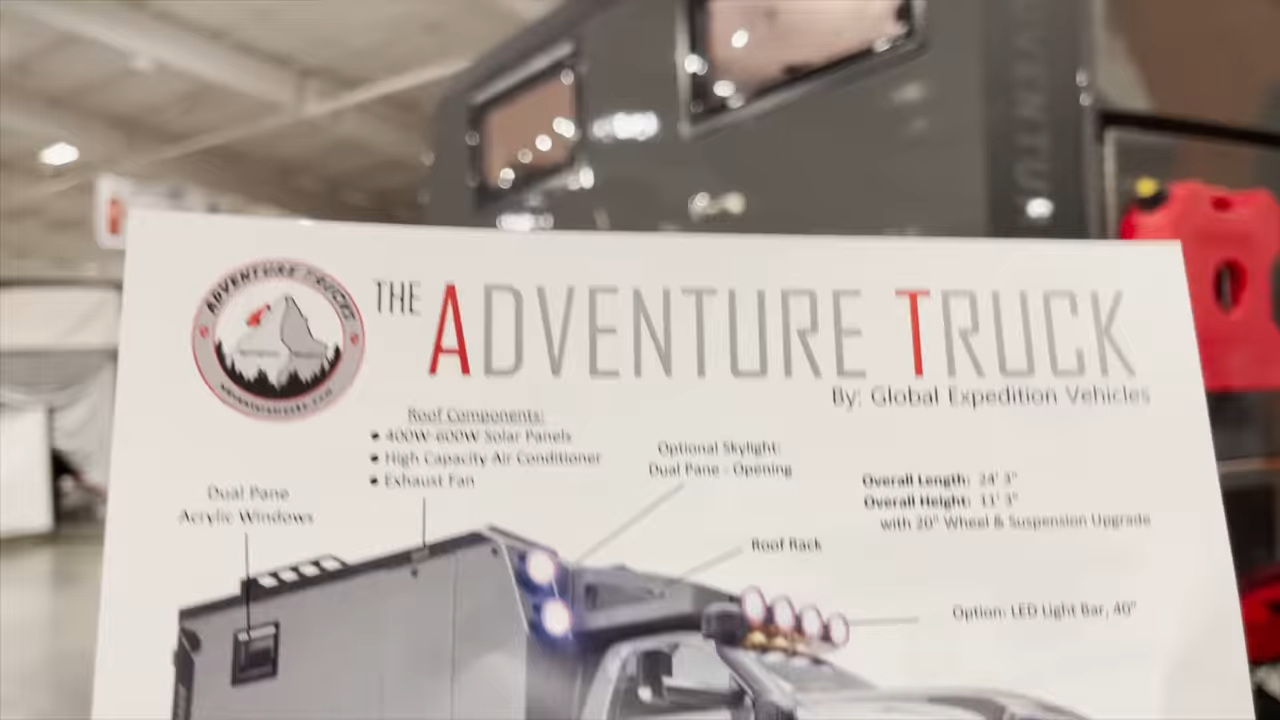 ADVENTURE TRUCKS
THE ADVENTURE TRUCK
By: Global Expedition Vehicles
Roof Components:
• 400W-600W Solar Panels
• High Capacity Air Conditioner
• Exhaust Fan
Optional Skylight:
Dual Pane - Opening
Overall Length: 24' 3"
Overall Height: 11' 3"
with 20" Wheel & Suspension Upgrade
Dual Pane
Acrylic Windows
Roof Rack
Option: LED Light Bar, 40"